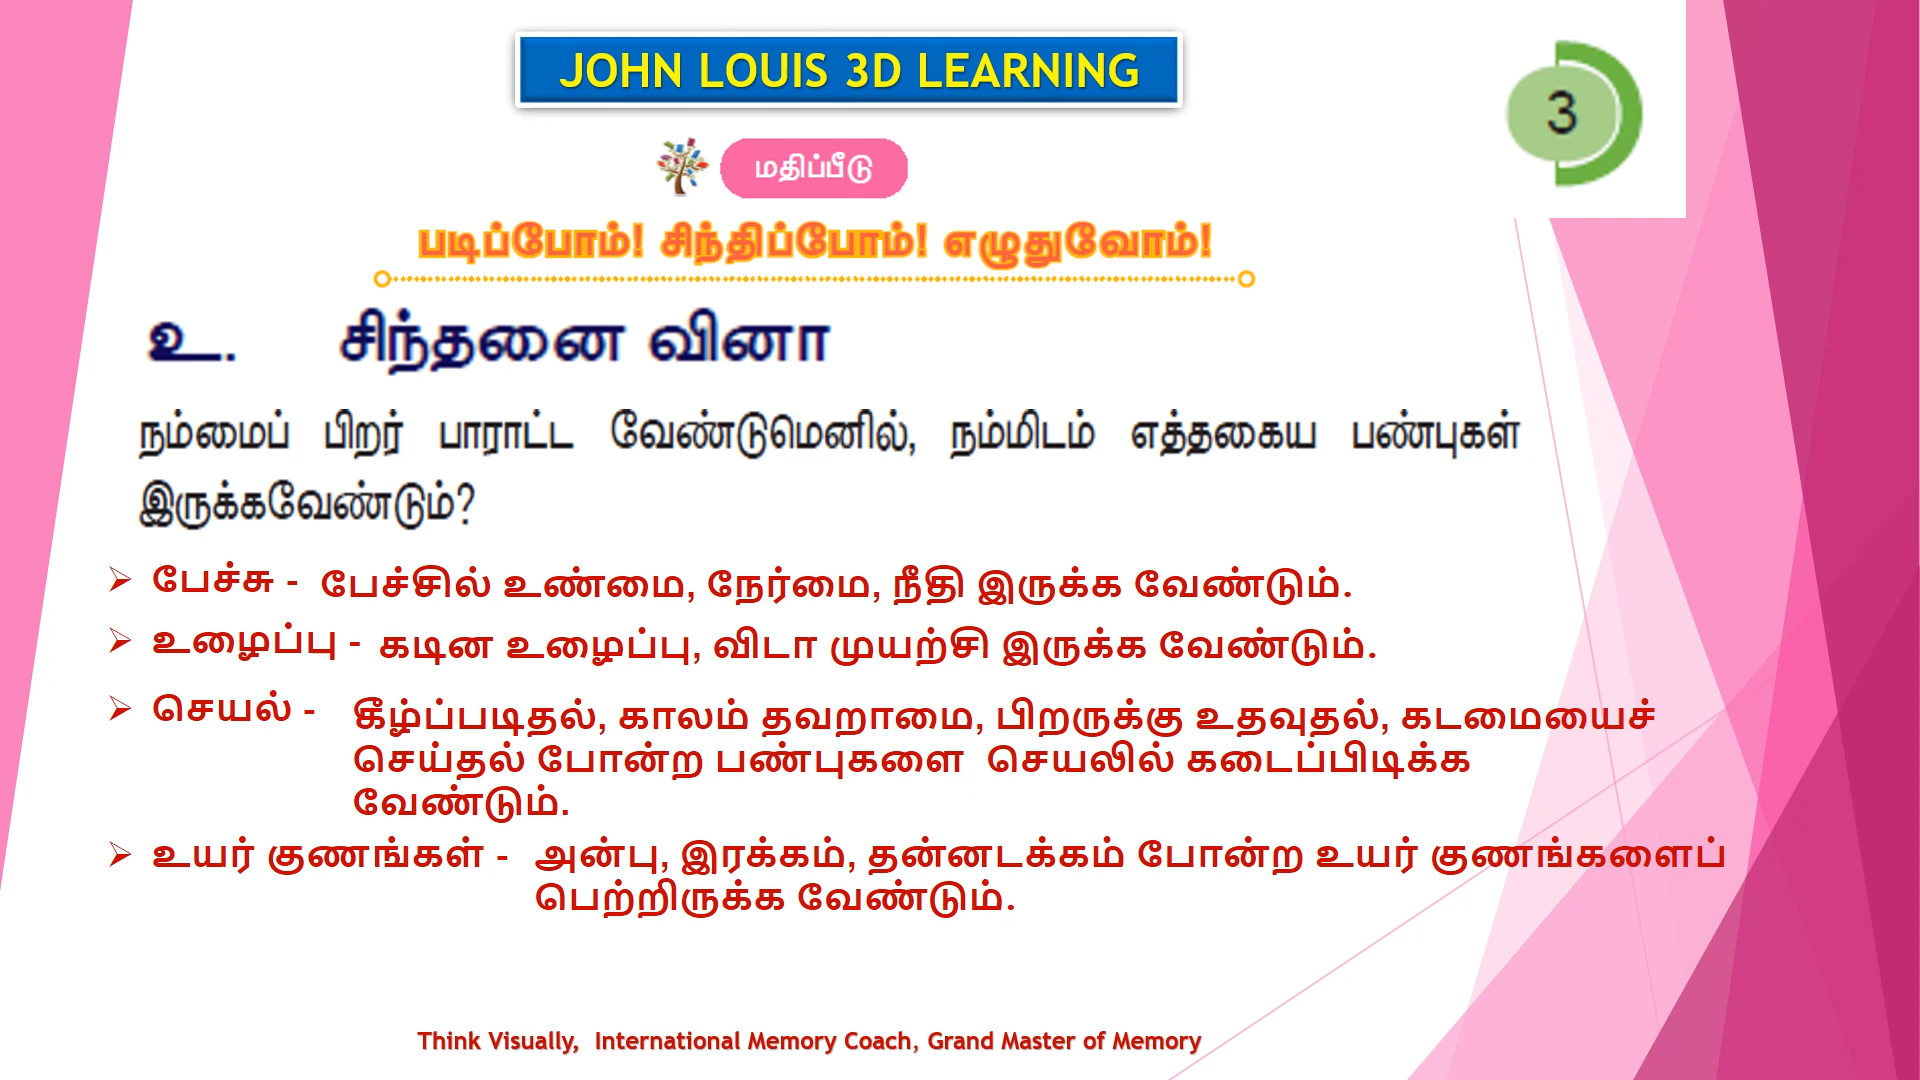 JOHN LOUIS 3D LEARNING
3
மதிப்பீடு
படிப்போம்! சிந்திப்போம்! எழுதுவோம்!
உ. சிந்தனை வினா
நம்மைப் பிறர் பாராட்ட வேண்டுமெனில், நம்மிடம் எத்தகைய பண்புகள்
இருக்கவேண்டும்?
➢ பேச்சு - பேச்சில் உண்மை, நேர்மை, நீதி இருக்க வேண்டும்.
➢ உழைப்பு - கடின உழைப்பு, விடா முயற்சி இருக்க வேண்டும்.
➢ செயல் - கீழ்ப்படிதல், காலம் தவறாமை, பிறருக்கு உதவுதல், கடமையைச்
செய்தல் போன்ற பண்புகளை செயலில் கடைப்பிடிக்க
வேண்டும்.
➢ உயர் குணங்கள் - அன்பு, இரக்கம், தன்னடக்கம் போன்ற உயர் குணங்களைப்
பெற்றிருக்க வேண்டும்.
Think Visually, International Memory Coach, Grand Master of Memory